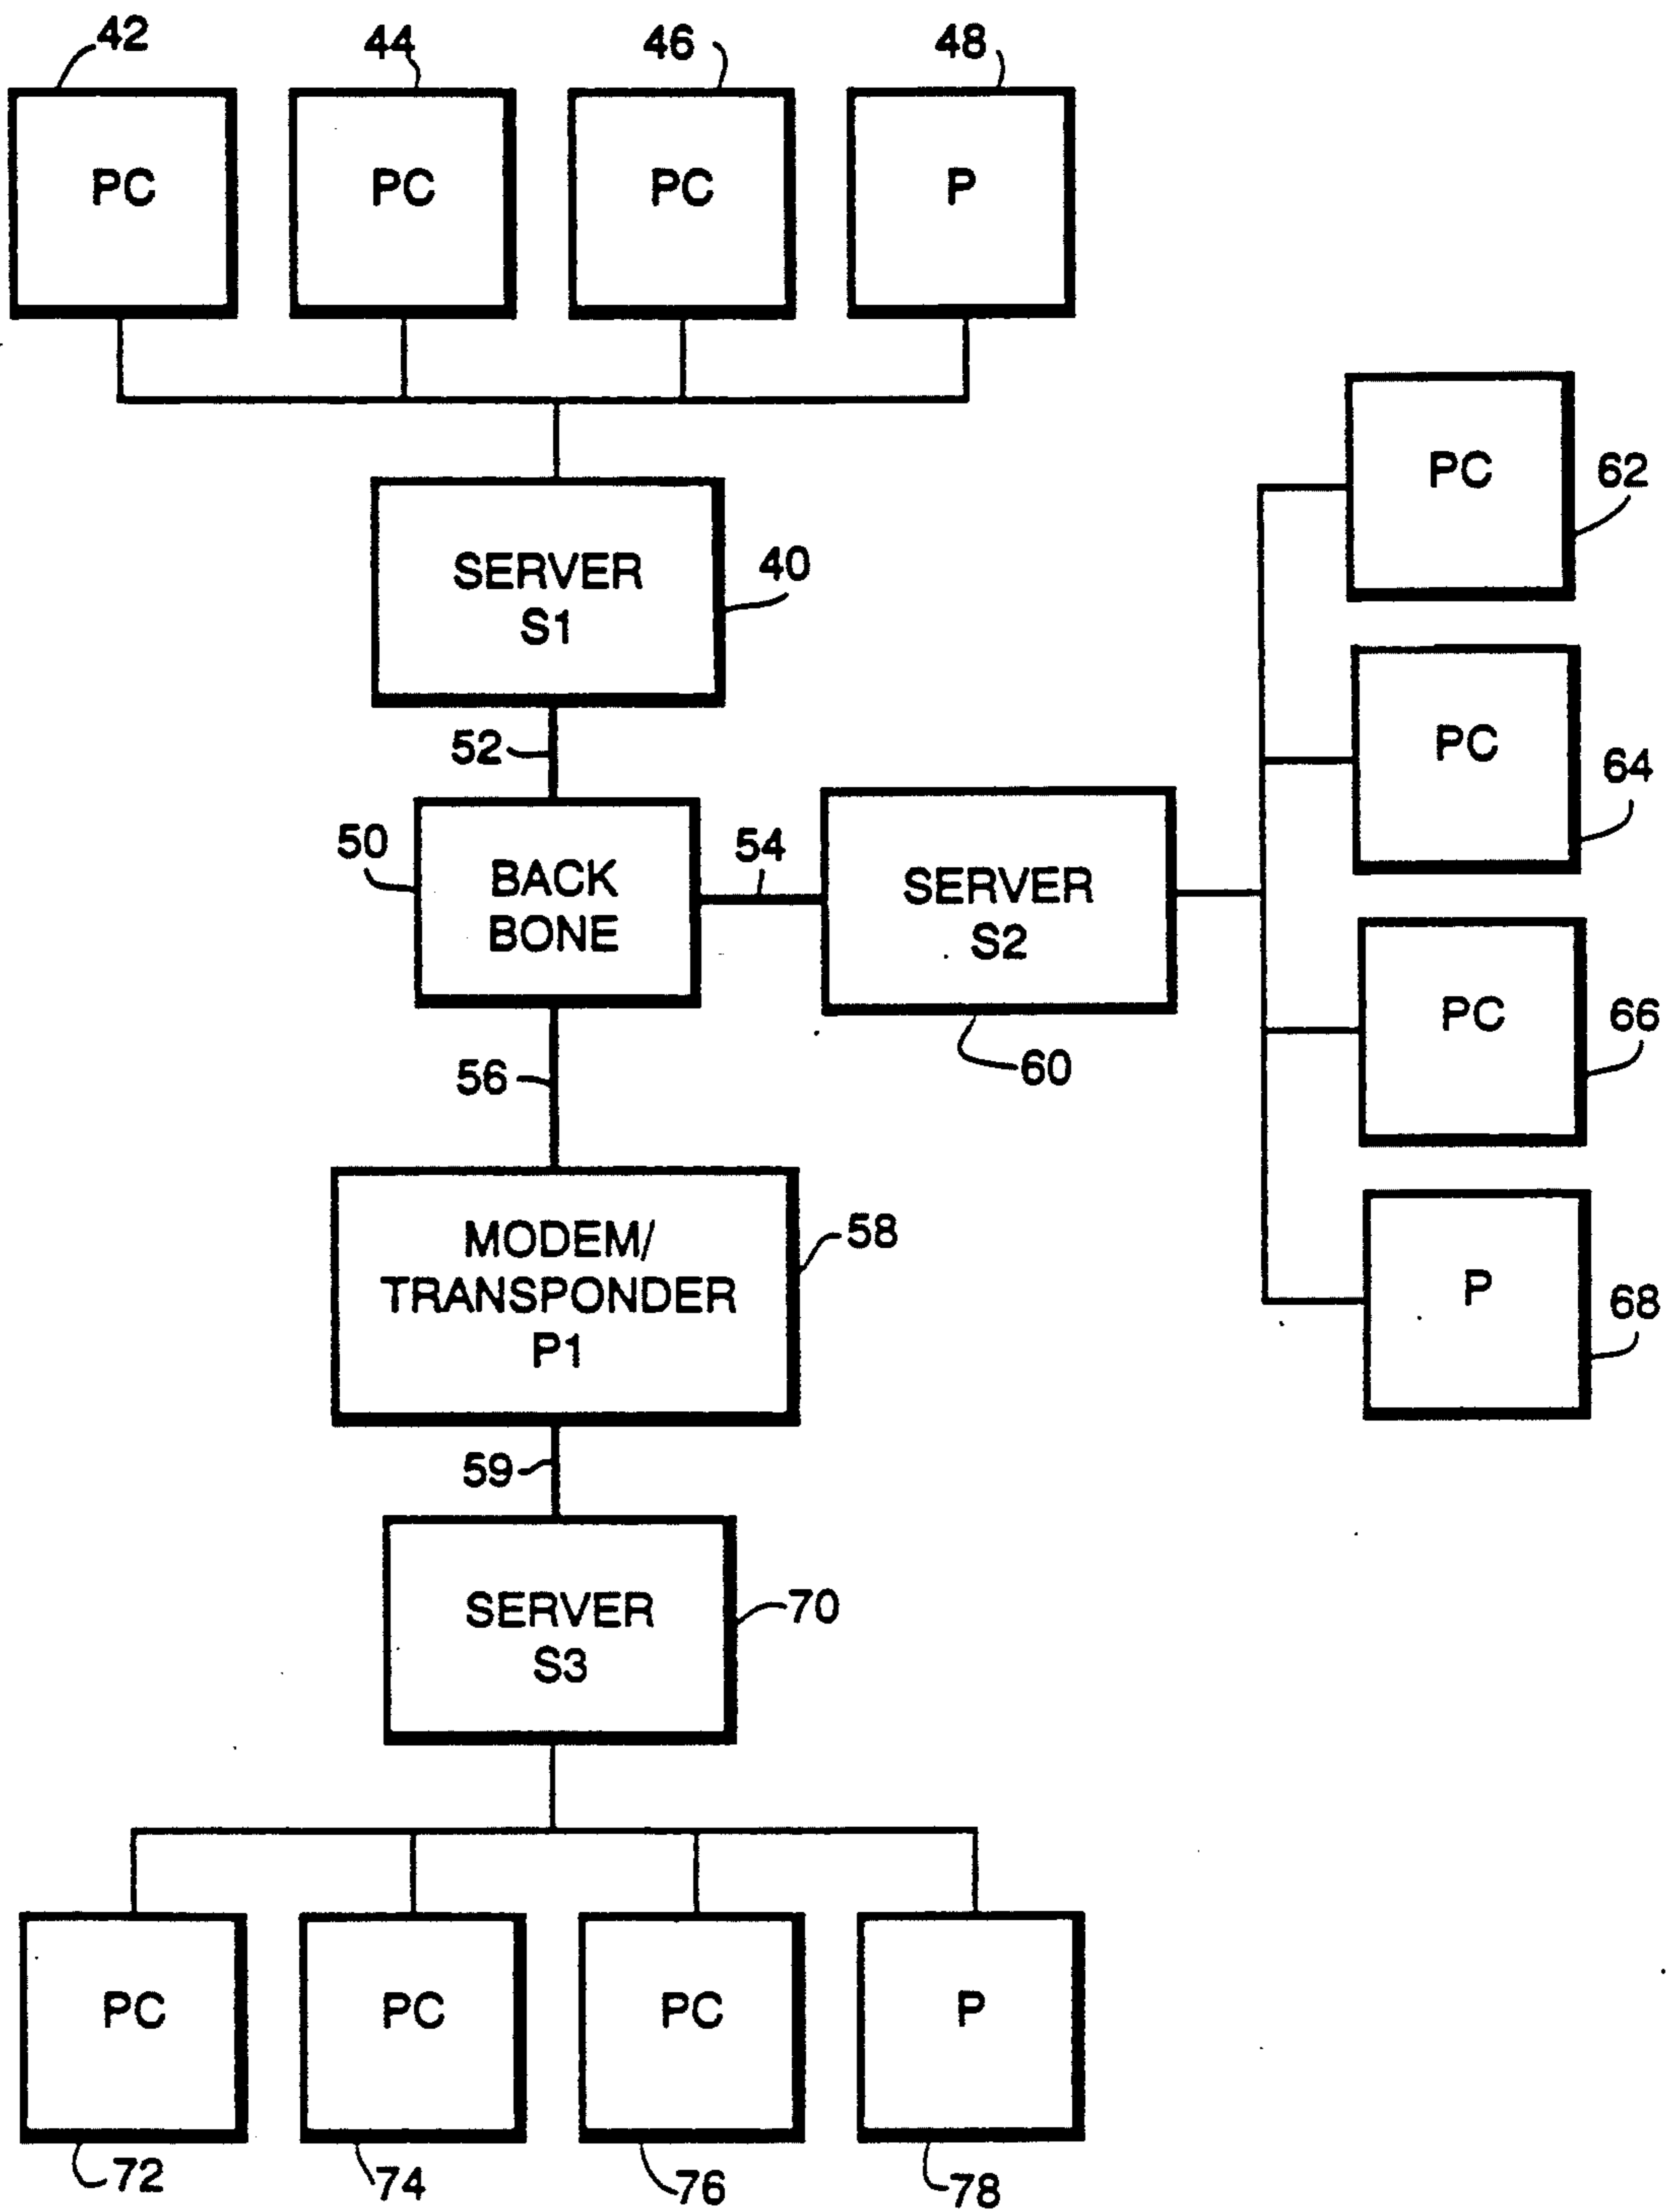 42
44
46
48
PC
PC
PC
P
SERVER
S1
40
52
50
BACK
BONE
54
SERVER
S2
60
PC
62
PC
64
PC
66
P
68
56
MODEM/
TRANSPONDER
P1
58
59
SERVER
S3
70
PC
PC
PC
P
72
74
76
78